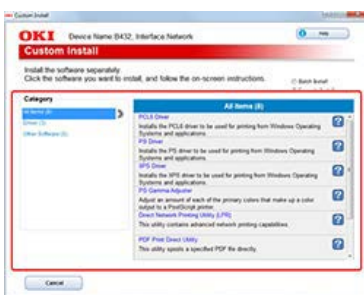 Custom Install
OKI
Device Name:B432, Interface:Network
Help
Custom Install
Install the software separately.
Click the software you want to install, and follow the on-screen instructions.
Batch Install
Category
All Items (8)
All Items (8)
Other Software (5)
PCL6 Driver
Installs the PCL6 driver to be used for printing from Windows Operating
Systems and applications.
PS Driver
Installs the PS driver to be used for printing from Windows Operating
Systems and applications.
XPS Driver
Installs the XPS driver to be used for printing from Windows Operating
Systems and applications.
PS Gamma Adjuster
Adjust an amount of each of the primary colors that make up a color
output to a PostScript printer.
Direct Network Printing Utility (LPR)
This utility contains advanced network printing capabilities.
PDF Print Direct Utility
This utility spools a specified PDF file directly.
Cancel